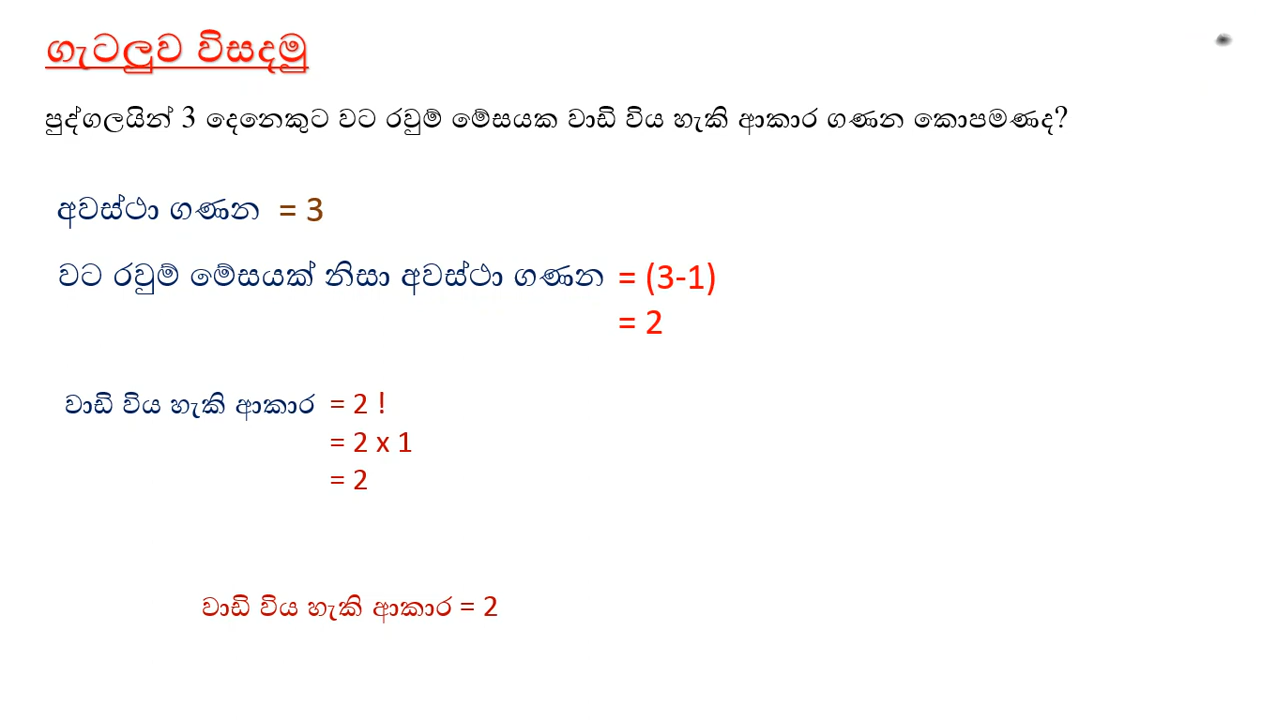 ගැටලුව විසදමු
පුද්ගලයින් 3 දෙනෙකුට වට රවුම් මේසයක වාඩි විය හැකි ආකාර ගණන කොපමණද?
අවස්ථා ගණන = 3
වට රවුම් මේසයක් නිසා අවස්ථා ගණන = (3-1)
= 2
වාඩි විය හැකි ආකාර = 2 !
= 2 x 1
= 2
වාඩි විය හැකි ආකාර = 2